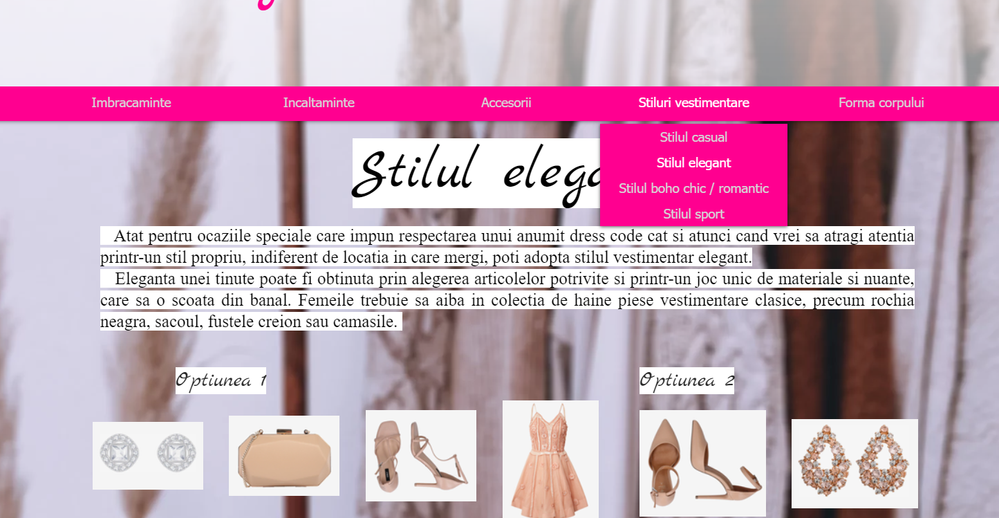 Imbracaminte Incaltaminte Accesorii Stiluri vestimentare Forma corpului
Stilul casual
Stilul elegant
Stilul boho chic / romantic
Stilul sport
Stilul
Atat pentru ocaziile speciale care impun respectarea unui anumit dress code cat si atunci cand vrei sa atragi atentia
printr-un stil propriu, indiferent de locatia in care mergi, poti adopta stilul vestimentar elegant.
Eleganta unei tinute poate fi obtinuta prin alegerea articolelor potrivite si printr-un joc unic de materiale si nuante,
care sa o scoata din banal. Femeile trebuie sa aiba in colectia de haine piese vestimentare clasice, precum rochia
neagra, sacoul, fustele creion sau camasile.
Optiunea 1 Optiunea 2